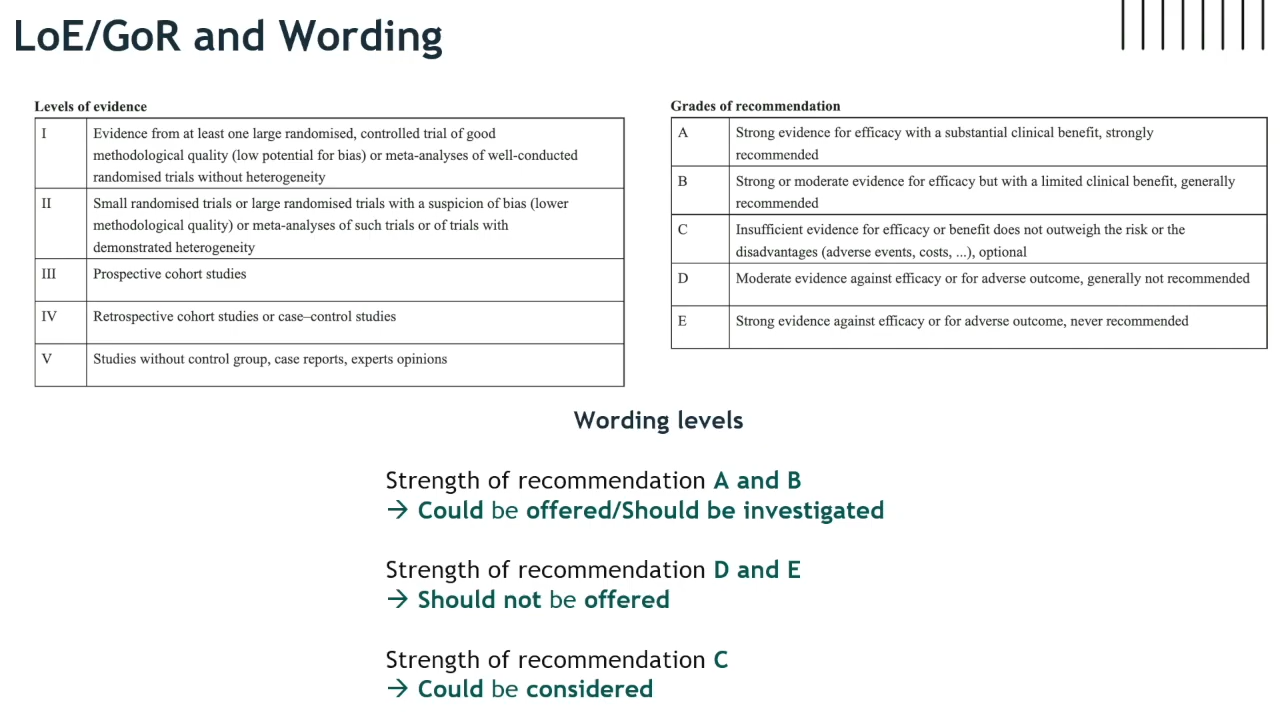 LoE/GoR and Wording
Levels of evidence
I
Evidence from at least one large randomised, controlled trial of good
methodological quality (low potential for bias) or meta-analyses of well-conducted
randomised trials without heterogeneity
II
Small randomised trials or large randomised trials with a suspicion of bias (lower
methodological quality) or meta-analyses of such trials or of trials with
demonstrated heterogeneity
III
Prospective cohort studies
IV
Retrospective cohort studies or case–control studies
V
Studies without control group, case reports, experts opinions
Grades of recommendation
A
Strong evidence for efficacy with a substantial clinical benefit, strongly
recommended
B
Strong or moderate evidence for efficacy but with a limited clinical benefit, generally
recommended
C
Insufficient evidence for efficacy or benefit does not outweigh the risk or the
disadvantages (adverse events, costs, ...), optional
D
Moderate evidence against efficacy or for adverse outcome, generally not recommended
E
Strong evidence against efficacy or for adverse outcome, never recommended
Wording levels
Strength of recommendation A and B
→ Could be offered/Should be investigated
Strength of recommendation D and E
→ Should not be offered
Strength of recommendation C
→ Could be considered